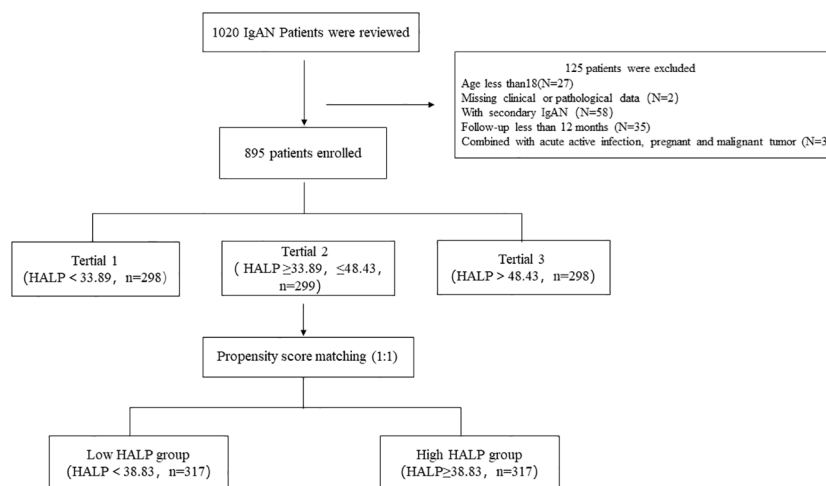 1020 IgAN Patients were reviewed
125 patients were excluded
Age less than18(N=27)
Missing clinical or pathological data (N=2)
With secondary IgAN (N=58)
Follow-up less than 12 months (N=35)
Combined with acute active infection, pregnant and malignant tumor (N=3
895 patients enrolled
Tertial 1
(HALP < 33.89, n=298)
Tertial 2
( HALP ≥33.89, ≤48.43,
n=299)
Tertial 3
(HALP > 48.43, n=298)
Propensity score matching (1:1)
Low HALP group
(HALP < 38.83, n=317)
High HALP group
(HALP≥38.83, n=317)